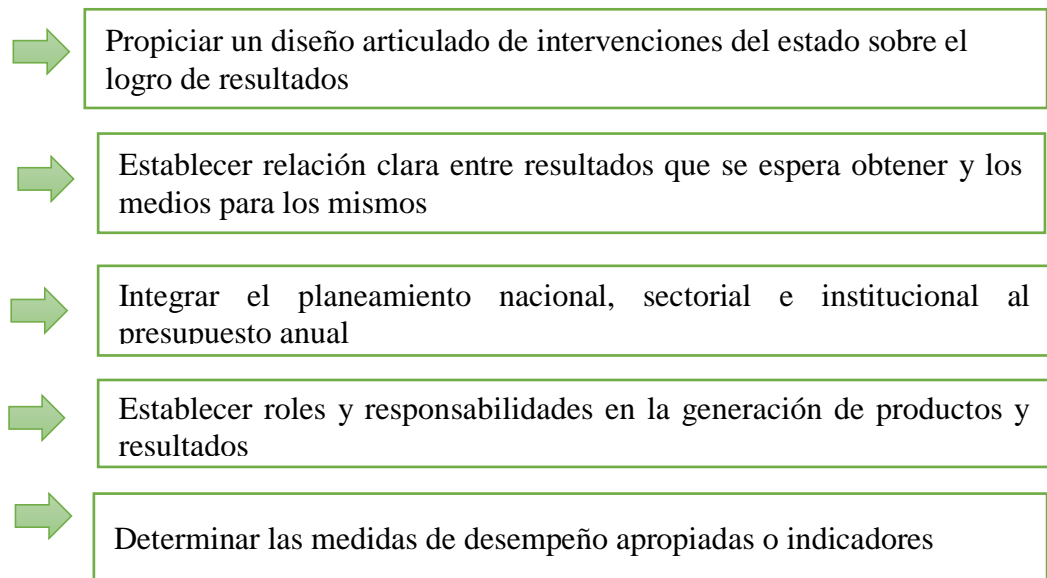 Propiciar un diseño articulado de intervenciones del estado sobre el
logro de resultados
Establecer relación clara entre resultados que se espera obtener y los
medios para los mismos
Integrar el planeamiento nacional, sectorial e institucional al
presupuesto anual
Establecer roles y responsabilidades en la generación de productos y
resultados
Determinar las medidas de desempeño apropiadas o indicadores